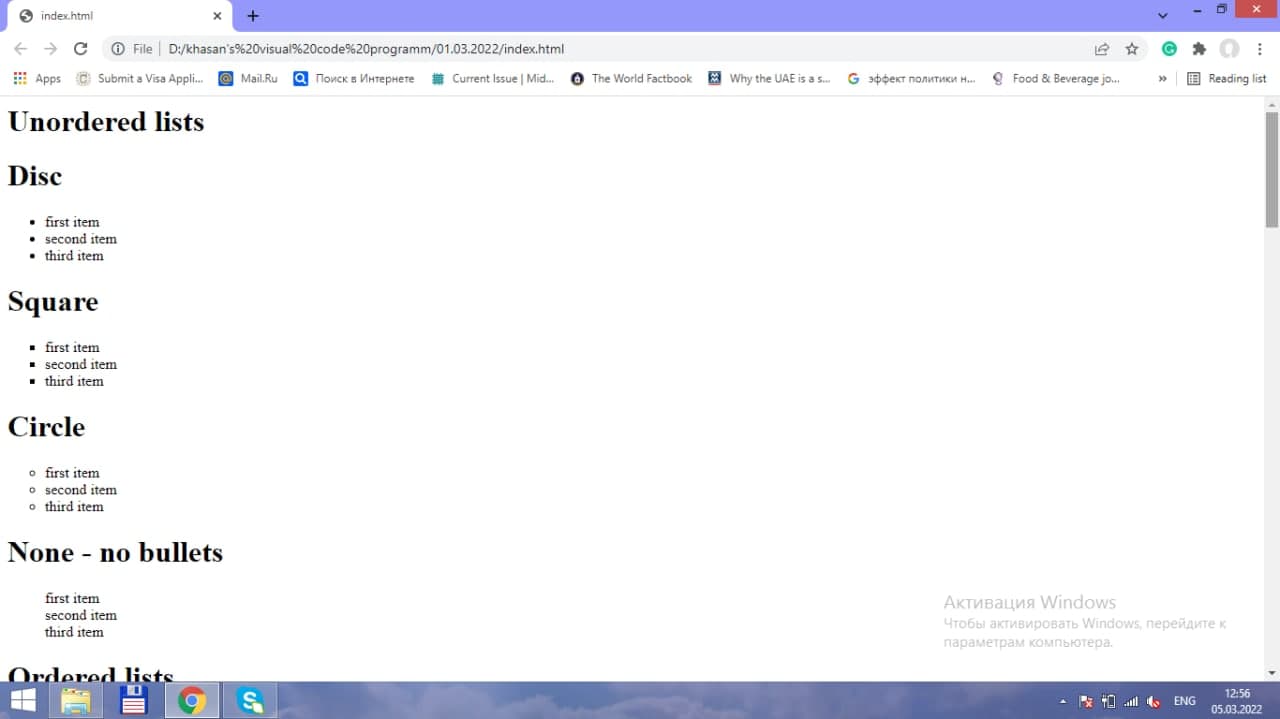 index.html
File
D:/khasan's%20visual%20code%20programm/01.03.2022/index.html
Apps
Submit a Visa Appli...
Mail.Ru
Поиск в Интернете
Current Issue | Mid...
The World Factbook
Why the UAE is a s...
эффект политики н...
Food & Beverage jo...
»
Reading list
Unordered lists
Disc
first item
second item
third item
Square
first item
second item
third item
Circle
first item
second item
third item
None - no bullets
first item
second item
third item
Ordered lists
Активация Windows
Чтобы активировать Windows, перейдите к
параметрам компьютера.
ENG
12:56
05.03.2022